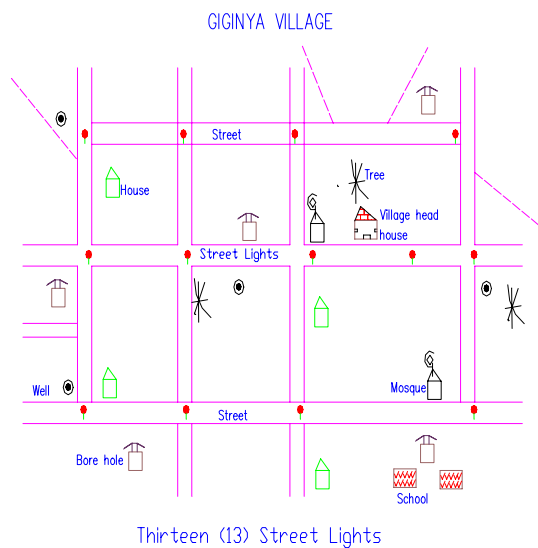 GIGINYA VILLAGE
Street
Tree
House
Village head
house
Street Lights
Mosque
Well
Street
Bore hole
School
Thirteen (13) Street Lights